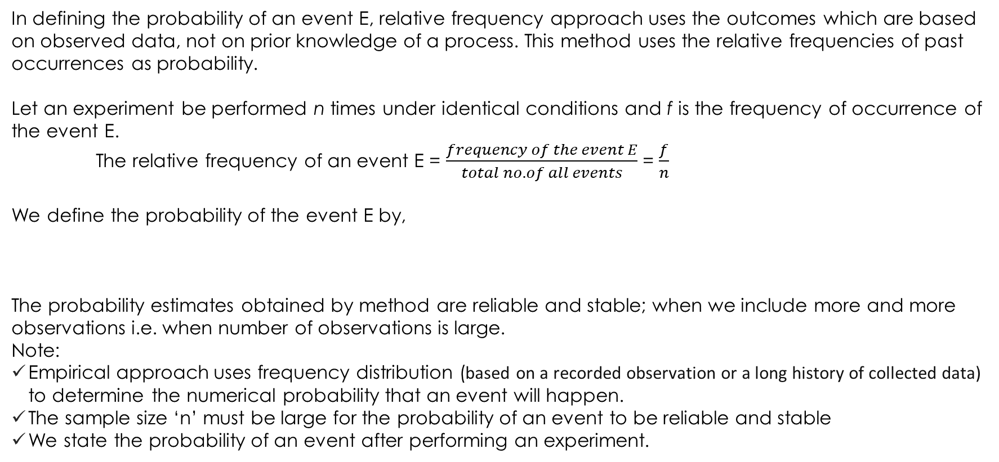 In defining the probability of an event E, relative frequency approach uses the outcomes which are based
on observed data, not on prior knowledge of a process. This method uses the relative frequencies of past
occurrences as probability.
Let an experiment be performed n times under identical conditions and f is the frequency of occurrence of
the event E.
The relative frequency of an event E = frequency of the event E / total no.of all events = f / n
We define the probability of the event E by,
The probability estimates obtained by method are reliable and stable; when we include more and more
observations i.e. when number of observations is large.
Note:
✓ Empirical approach uses frequency distribution (based on a recorded observation or a long history of collected data)
to determine the numerical probability that an event will happen.
✓ The sample size ‘n’ must be large for the probability of an event to be reliable and stable
✓ We state the probability of an event after performing an experiment.